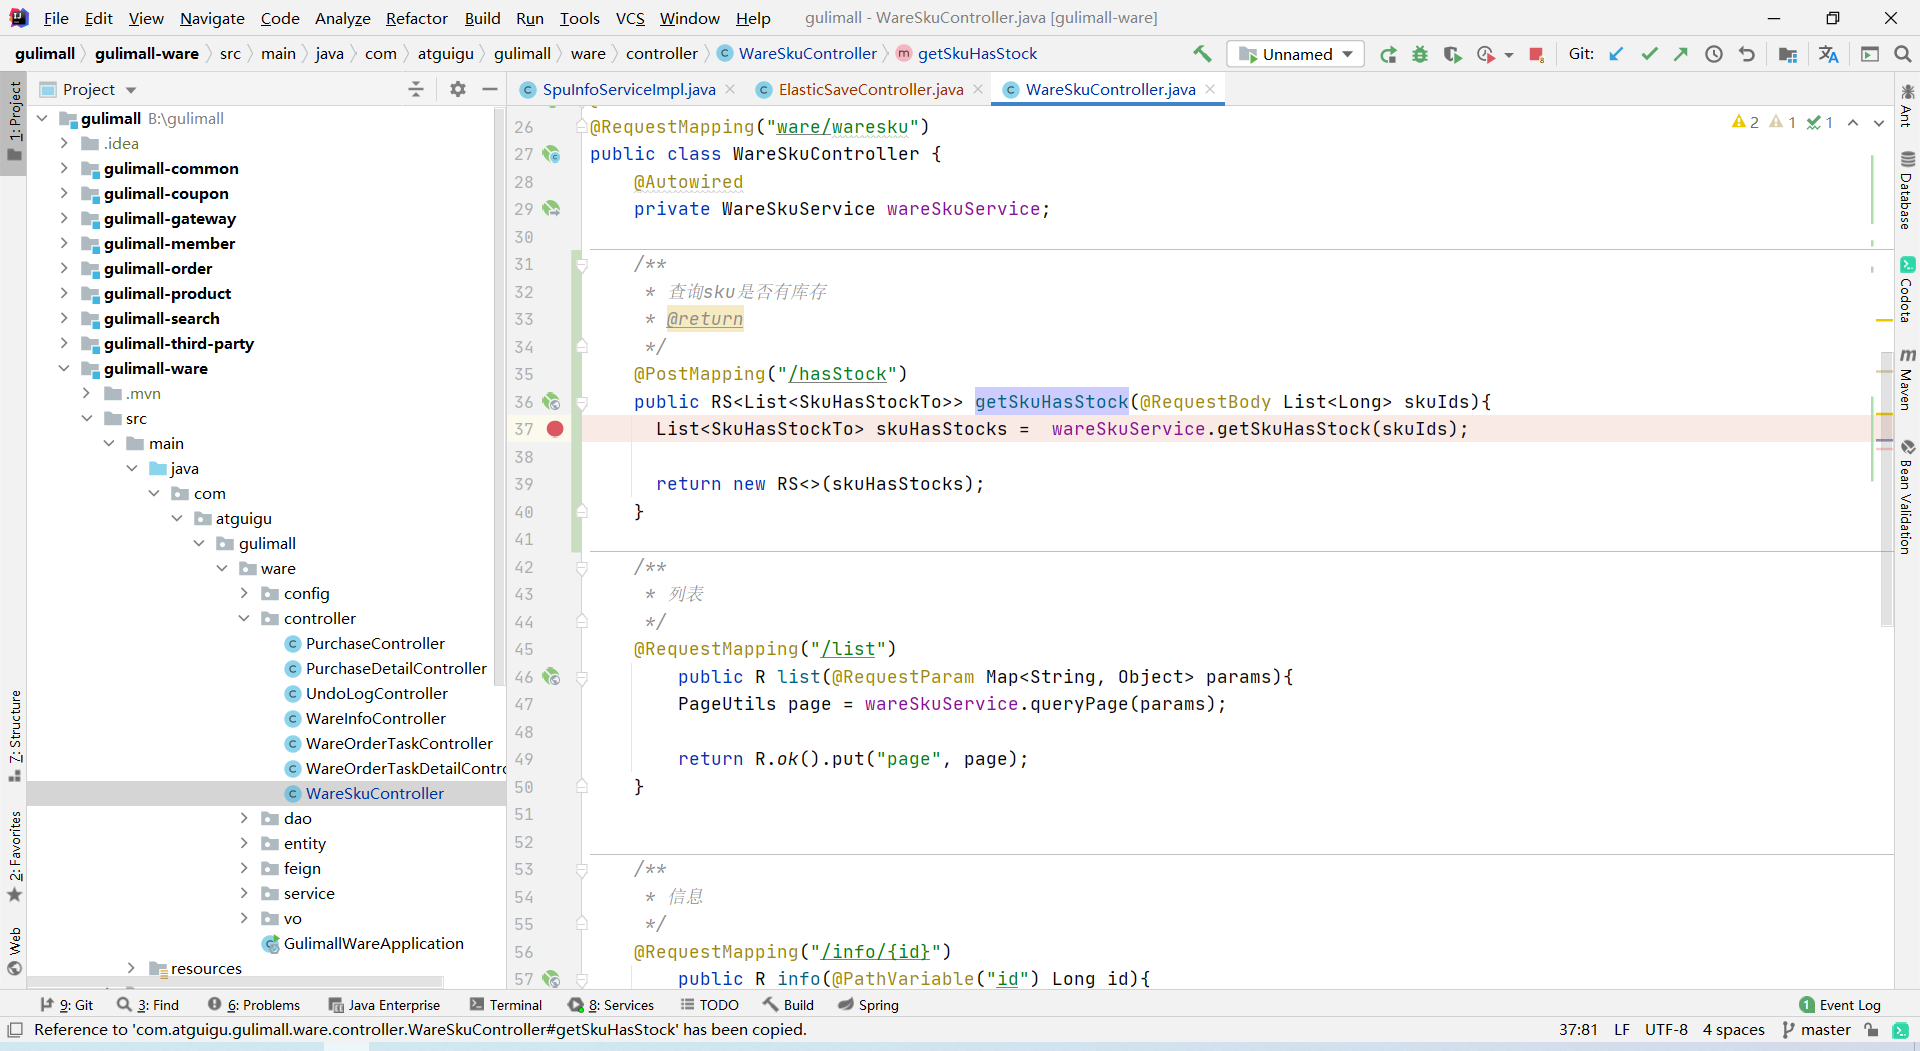 File Edit View Navigate Code Analyze Refactor Build Run Tools VCS Window Help gulimall - WareSkuController.java [gulimall-ware]
gulimall gulimall-ware src main java com atguigu gulimall ware controller WareSkuController getSkuHasStock Unnamed Git:
Project
SpuInfoServiceImpl.java ElasticSaveController.java WareSkuController.java
1: Project
7: Structure
2: Favorites
Web
gulimall B:\gulimall
.idea
gulimall-common
gulimall-coupon
gulimall-gateway
gulimall-member
gulimall-order
gulimall-product
gulimall-search
gulimall-third-party
gulimall-ware
.mvn
src
main
java
com
atguigu
gulimall
ware
config
controller
PurchaseController
PurchaseDetailController
UndoLogController
WareInfoController
WareOrderTaskController
WareOrderTaskDetailContro
WareSkuController
dao
entity
feign
service
vo
GulimallWareApplication
resources
2 1 1
26 @RequestMapping("ware/waresku")
27 public class WareSkuController {
28 @Autowired
29 private WareSkuService wareSkuService;
30
31 /**
32 * 查询sku是否有库存
33 * @return
34 */
35 @PostMapping("/hasStock")
36 public RS<List<SkuHasStockTo>> getSkuHasStock(@RequestBody List<Long> skuIds){
37 List<SkuHasStockTo> skuHasStocks = wareSkuService.getSkuHasStock(skuIds);
38
39 return new RS<>(skuHasStocks);
40 }
41
42 /**
43 * 列表
44 */
45 @RequestMapping("/list")
46 public R list(@RequestParam Map<String, Object> params){
47 PageUtils page = wareSkuService.queryPage(params);
48
49 return R.ok().put("page", page);
50 }
51
52
53 /**
54 * 信息
55 */
56 @RequestMapping("/info/{id}")
57 public R info(@PathVariable("id") Long id){
Ant
Database
Codota
Maven
Bean Validation
9: Git 3: Find 6: Problems Java Enterprise Terminal 8: Services TODO Build Spring 1 Event Log
Reference to 'com.atguigu.gulimall.ware.controller.WareSkuController#getSkuHasStock' has been copied. 37:81 LF UTF-8 4 spaces master